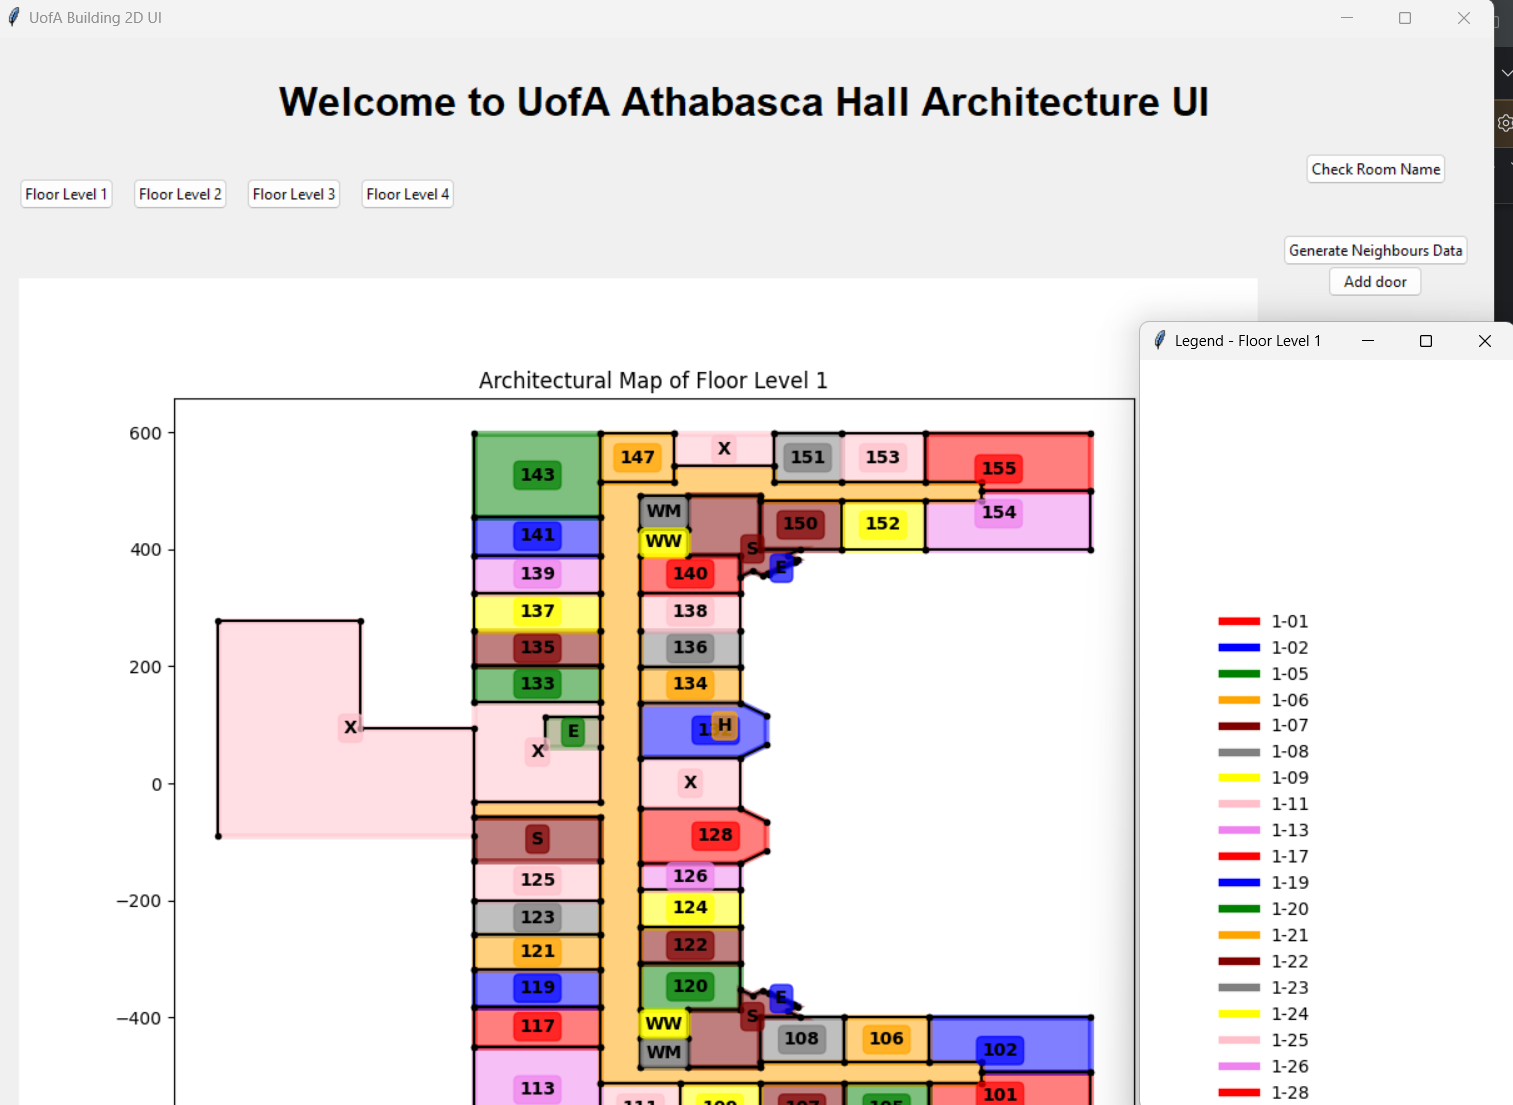 UofA Building 2D UI
Welcome to UofA Athabasca Hall Architecture UI
Check Room Name
Floor Level 1 Floor Level 2 Floor Level 3 Floor Level 4
Generate Neighbours Data
Add door
Legend - Floor Level 1
Architectural Map of Floor Level 1
600
400
200
0
−200
−400
143
147
X
151
153
155
WM
154
150
152
141
WW
S
E
139
140
137
138
135
136
133
134
X
E
H
X
X
S
128
125
126
123
124
121
122
119
120
E
S
117
WW
108
106
102
WM
113
101
1-01
1-02
1-05
1-06
1-07
1-08
1-09
1-11
1-13
1-17
1-19
1-20
1-21
1-22
1-23
1-24
1-25
1-26
1-28